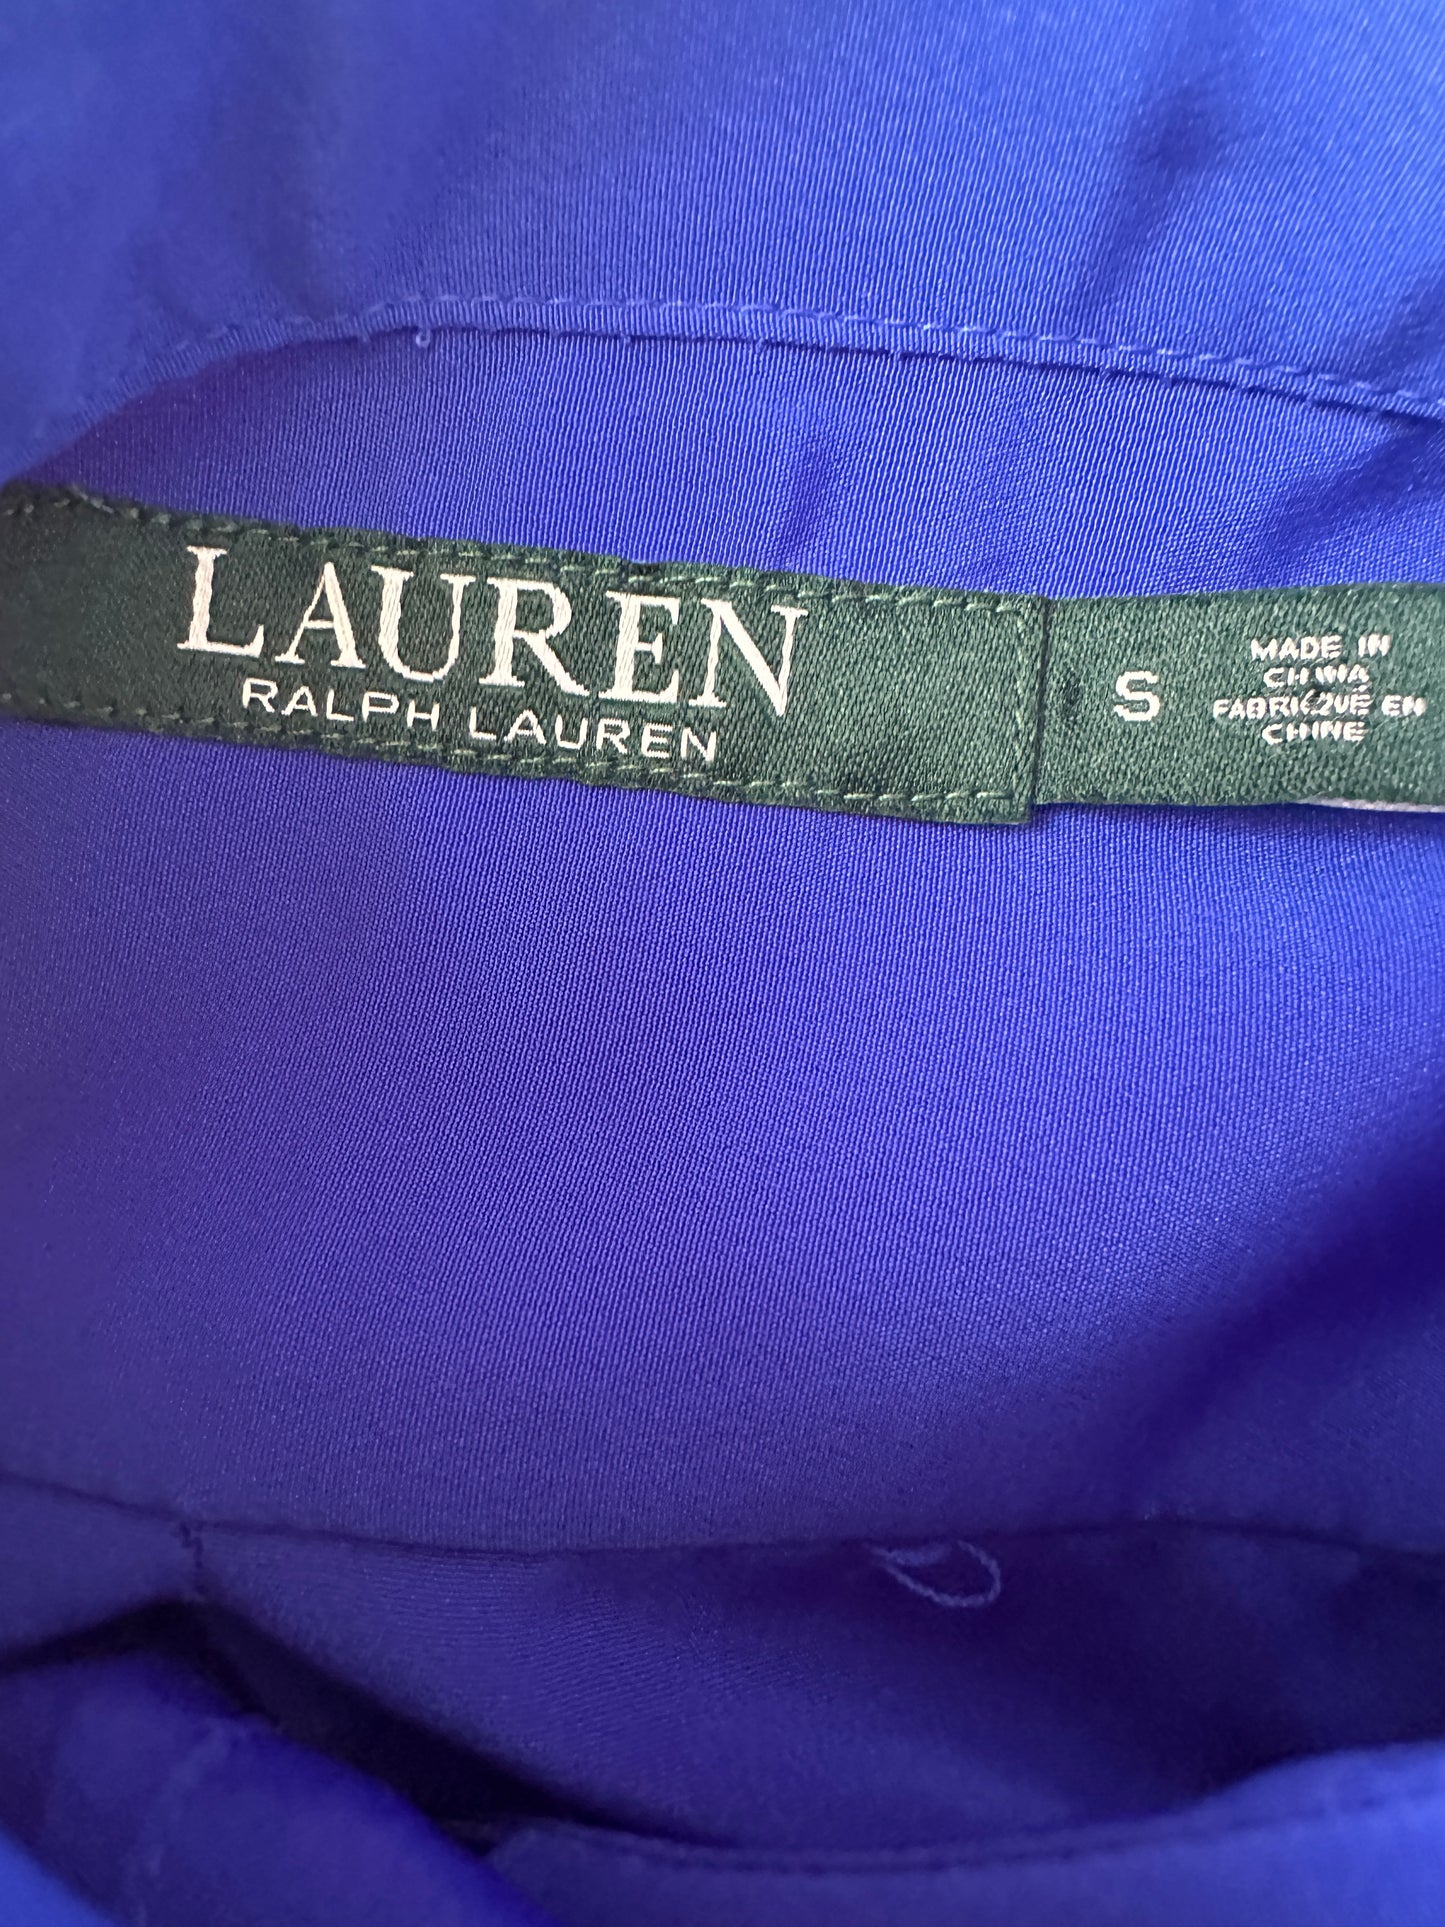 LAUREN
RALPH LAUREN
S
MADE IN
CHINA
FABRIQUÉ EN
CHINE